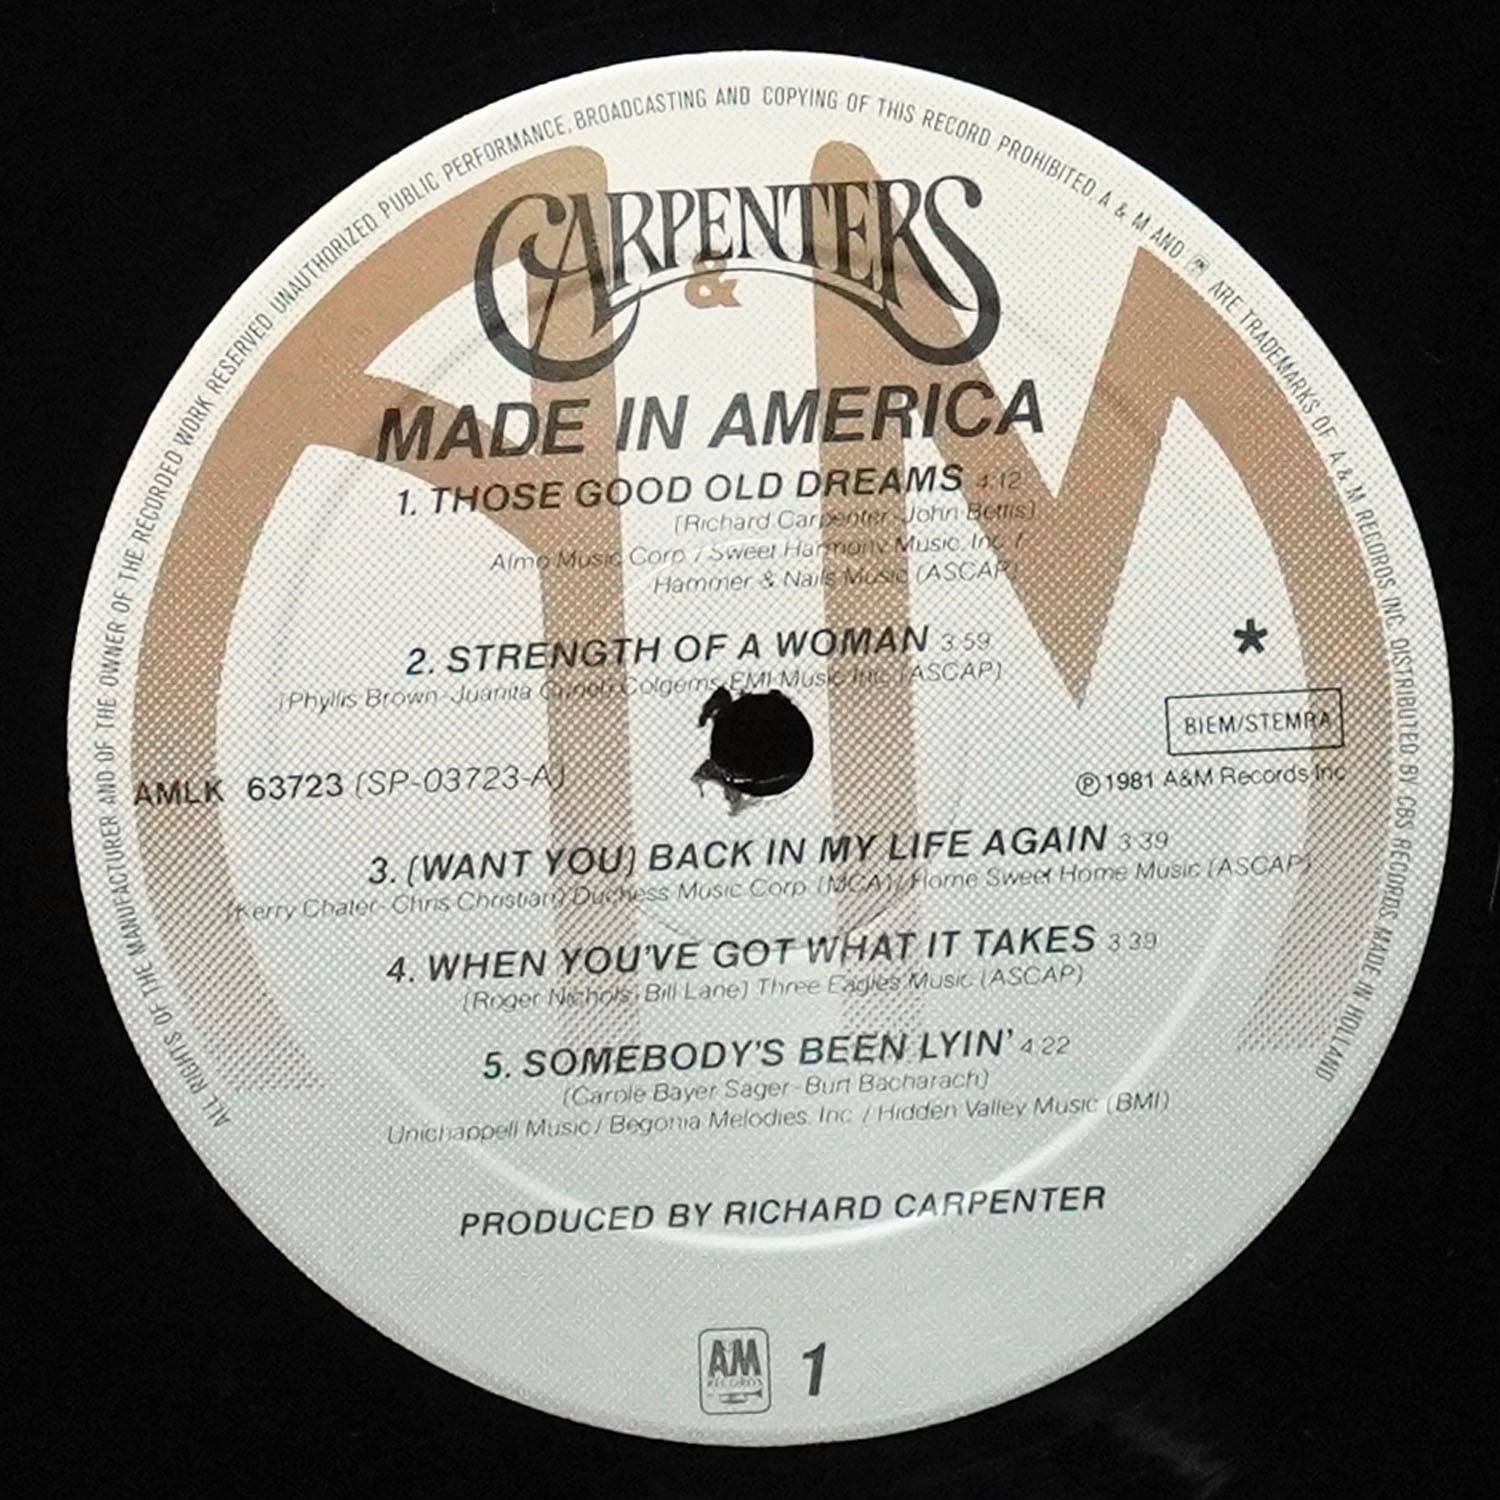 ALL RIGHTS OF THE MANUFACTURER AND OF THE OWNER OF THE RECORDED WORK RESERVED UNAUTHORIZED PUBLIC PERFORMANCE, BROADCASTING AND COPYING OF THIS RECORD PROHIBITED A & M AND ARE TRADEMARKS OF A & M RECORDS INC. DISTRIBUTED BY CBS RECORDS MADE IN HOLLAND
CARPENTERS
&
MADE IN AMERICA
1. THOSE GOOD OLD DREAMS 4:12
(Richard Carpenter-John Bettis)
Almo Music Corp / Sweet Harmony Music, Inc /
Hammer & Nails Music (ASCAP)
2. STRENGTH OF A WOMAN 3:59
(Phyllis Brown-Juanita Colgems-EMI Music Inc. (ASCAP)
*
BIEM/STEMRA
AMLK 63723 (SP-03723-A)
℗1981 A&M Records Inc
3. (WANT YOU) BACK IN MY LIFE AGAIN 3:39
(Kerry Chater-Chris Christian) Duchess Music Corp (MCA)/Home Sweet Home Music (ASCAP)
4. WHEN YOU'VE GOT WHAT IT TAKES 3:39
(Roger Nichols-Bill Lane) Three Eagles Music (ASCAP)
5. SOMEBODY'S BEEN LYIN' 4:22
(Carole Bayer Sager-Burt Bacharach)
Unichappell Music / Begonia Melodies, Inc / Hidden Valley Music (BMI)
PRODUCED BY RICHARD CARPENTER
AM RECORDS
1